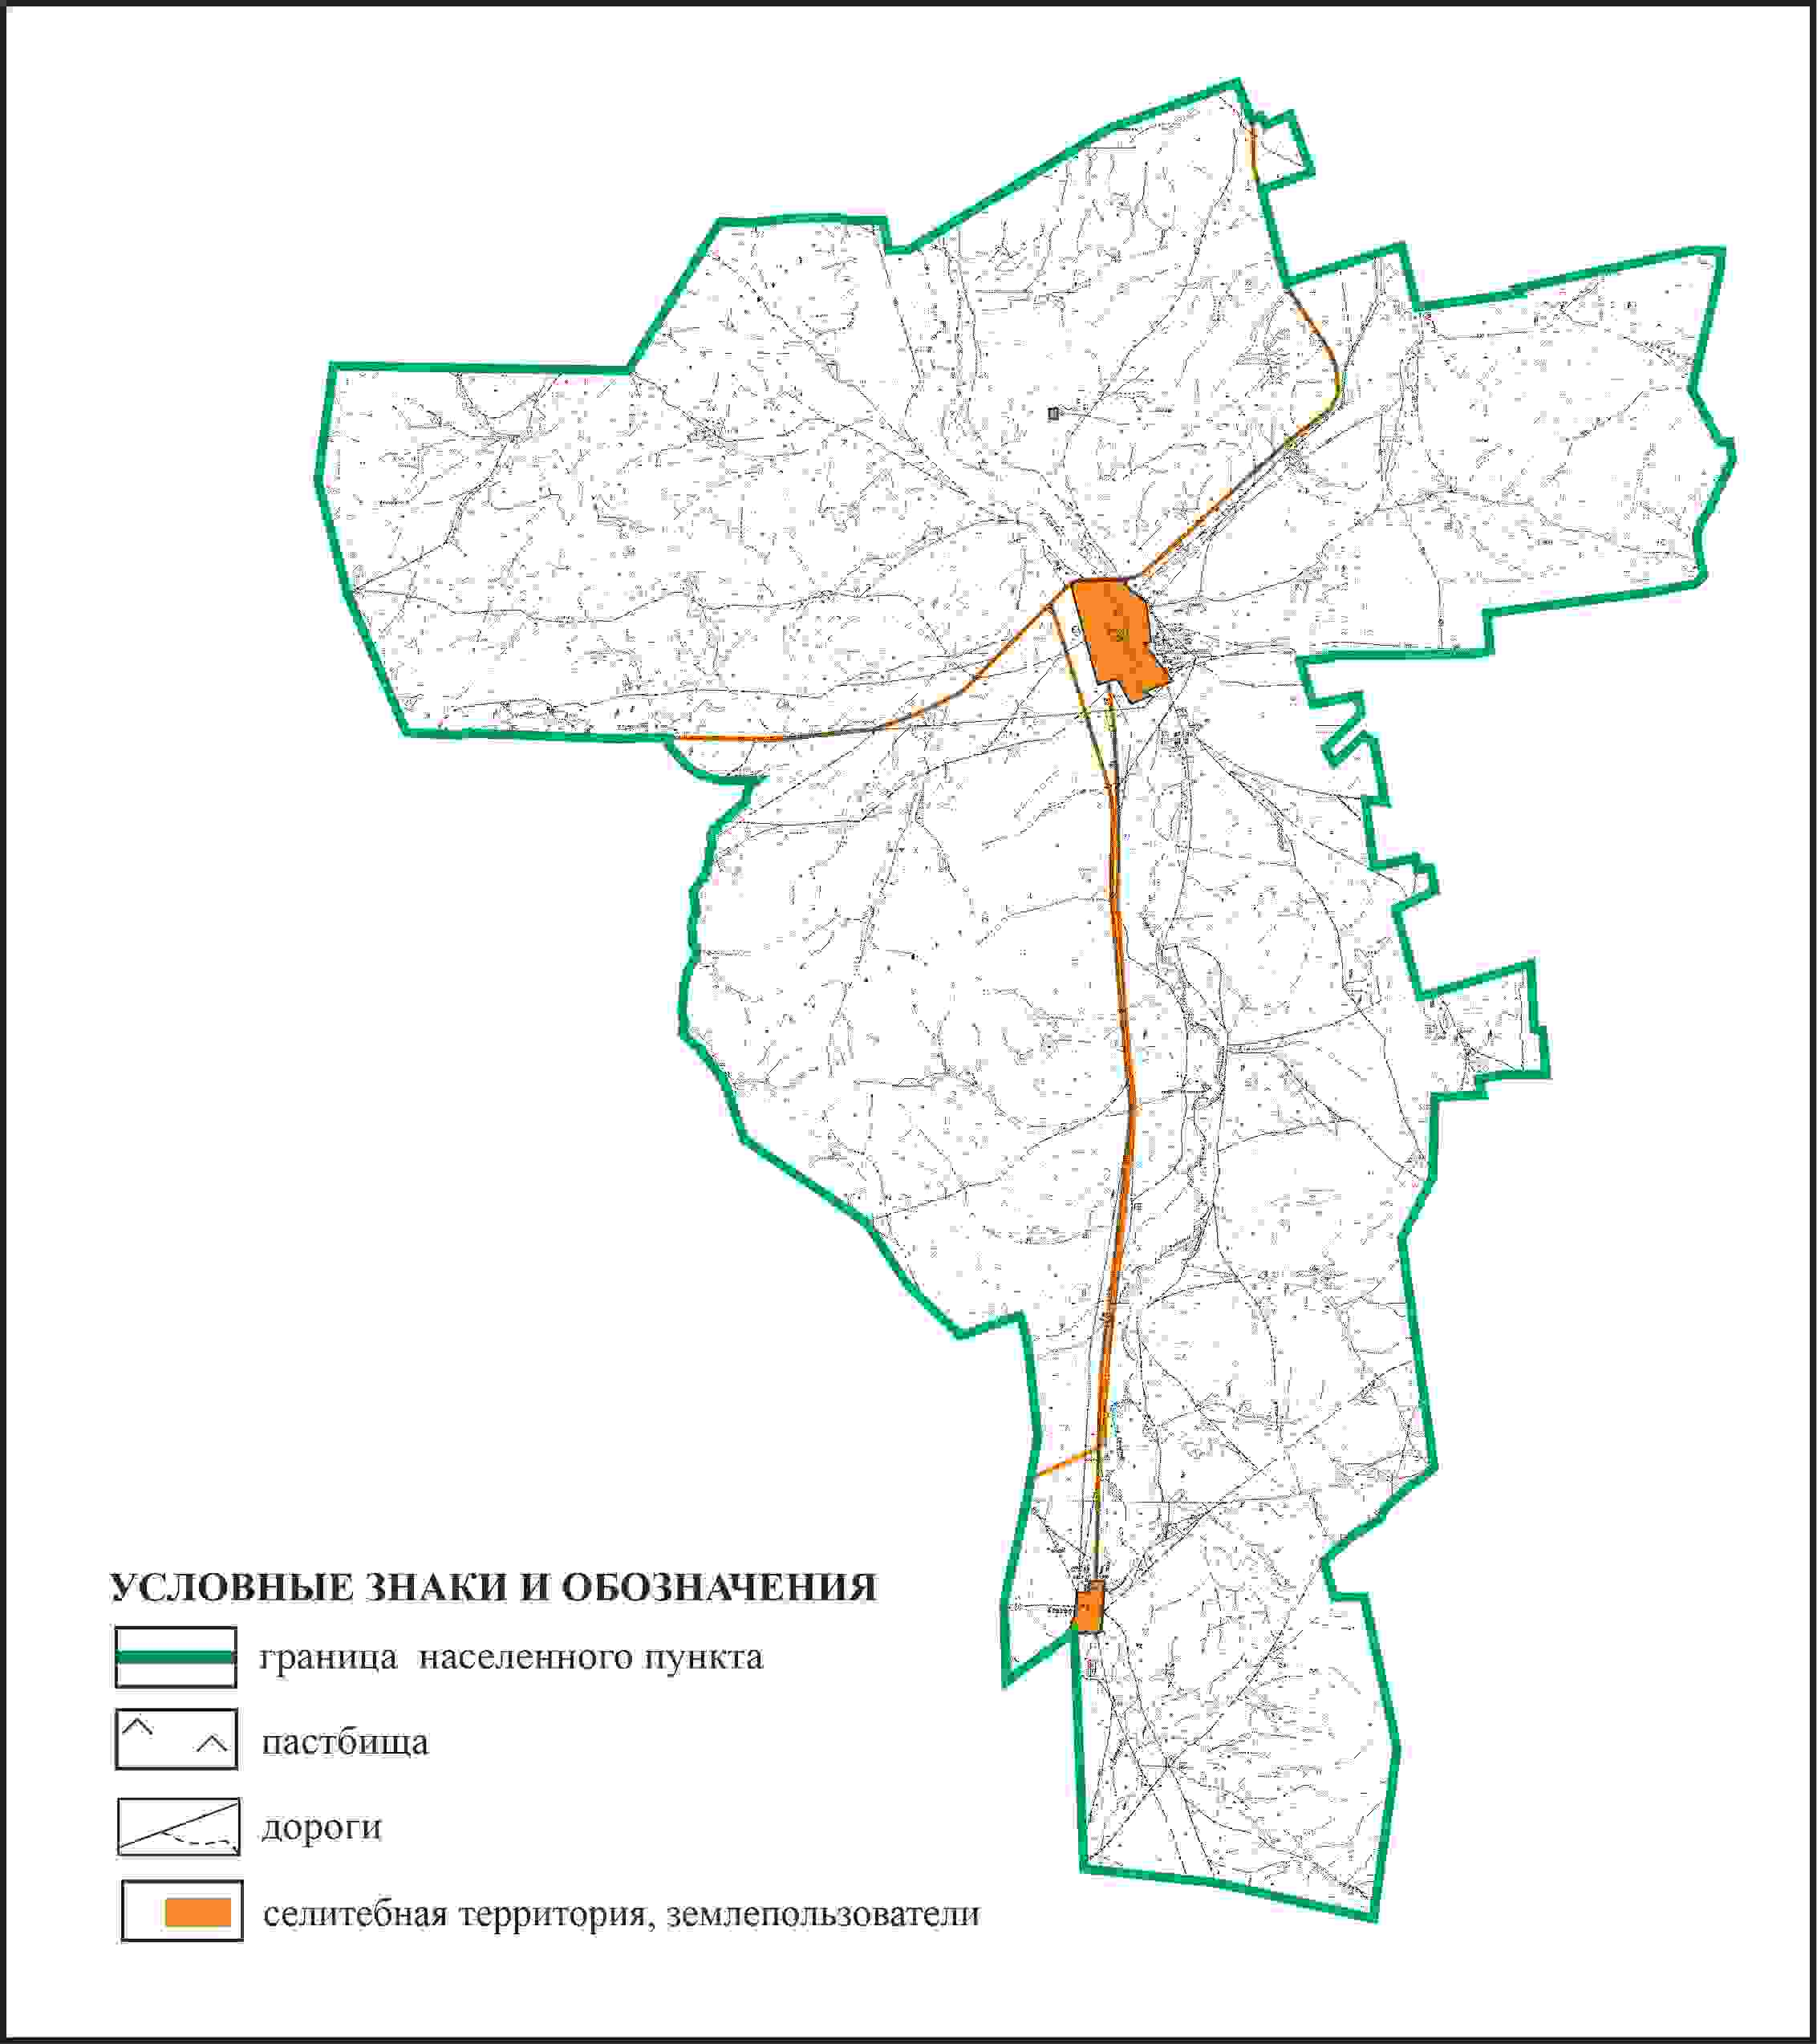 УСЛОВНЫЕ ЗНАКИ И ОБОЗНАЧЕНИЯ
граница населенного пункта
пастбища
дороги
селитебная территория, землепользователи